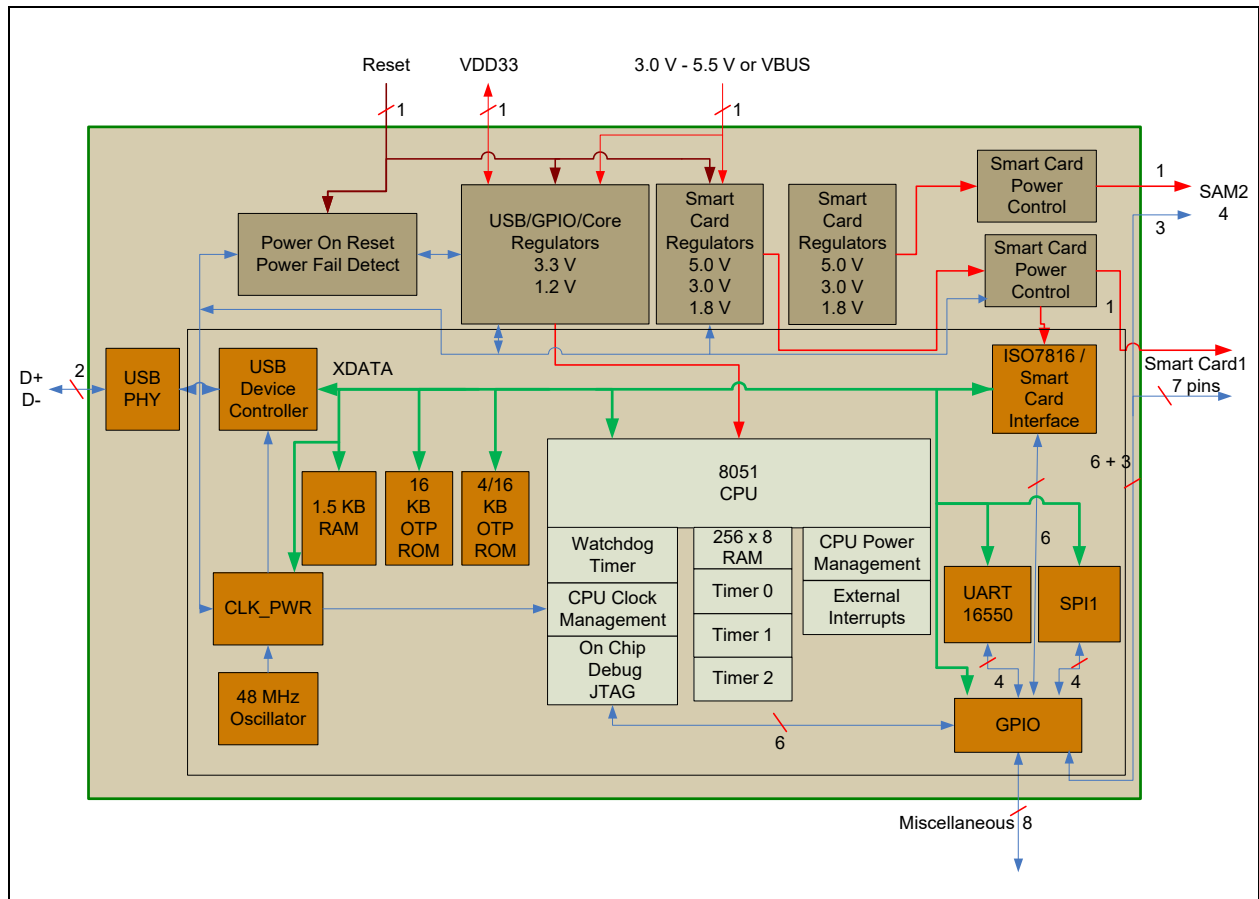 Reset
VDD33
3.0 V - 5.5 V or VBUS
1
1
1
Smart Card
Power
Control
1
SAM2
4
3
Power On Reset
Power Fail Detect
USB/GPIO/Core
Regulators
3.3 V
1.2 V
Smart
Card
Regulators
5.0 V
3.0 V
1.8 V
Smart
Card
Regulators
5.0 V
3.0 V
1.8 V
Smart Card
Power
Control
1
D+
D-
2
USB
PHY
USB
Device
Controller
XDATA
ISO7816 /
Smart
Card
Interface
Smart Card1
7 pins
1.5 KB
RAM
16
KB
OTP
ROM
4/16
KB
OTP
ROM
8051
CPU
6 + 3
6
Watchdog
Timer
CPU Clock
Management
On Chip
Debug
JTAG
256 x 8
RAM
Timer 0
Timer 1
Timer 2
CPU Power
Management
External
Interrupts
UART
16550
SPI1
CLK_PWR
48 MHz
Oscillator
4
4
6
GPIO
Miscellaneous
8